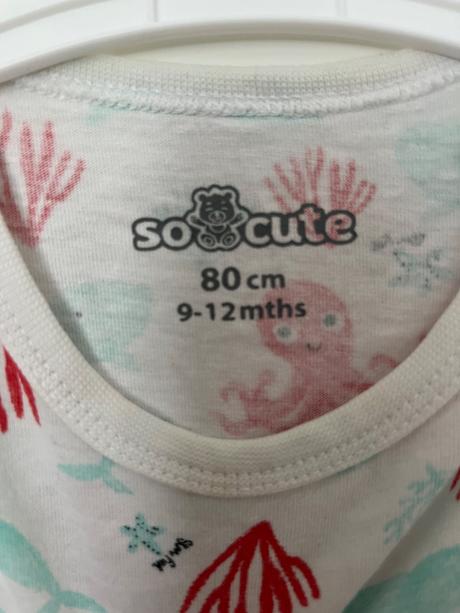 so cute
80 cm
9-12 mths